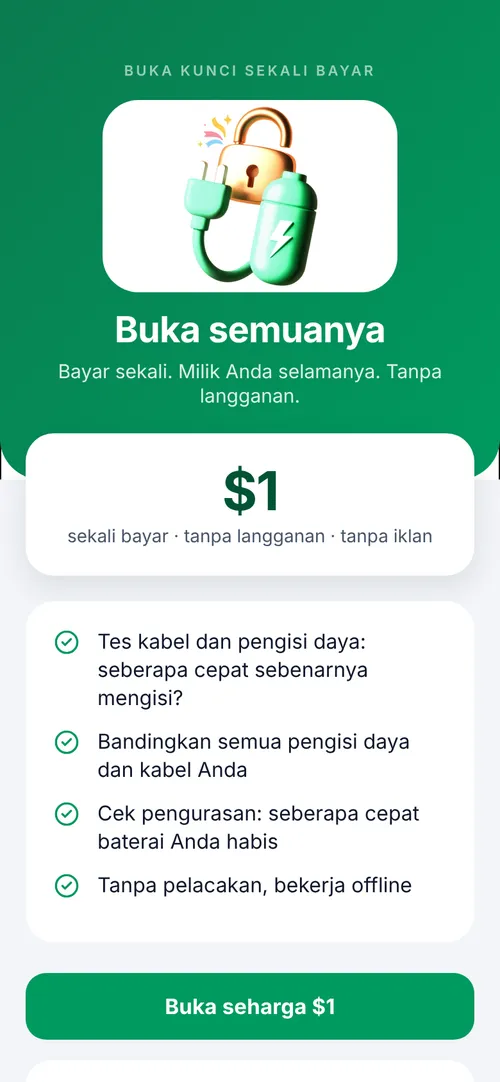 BUKA KUNCI SEKALI BAYAR
Buka semuanya
Bayar sekali. Milik Anda selamanya. Tanpa
langganan.
$1
sekali bayar · tanpa langganan · tanpa iklan
Tes kabel dan pengisi daya:
seberapa cepat sebenarnya
mengisi?
Bandingkan semua pengisi daya
dan kabel Anda
Cek pengurasan: seberapa cepat
baterai Anda habis
Tanpa pelacakan, bekerja offline
Buka seharga $1